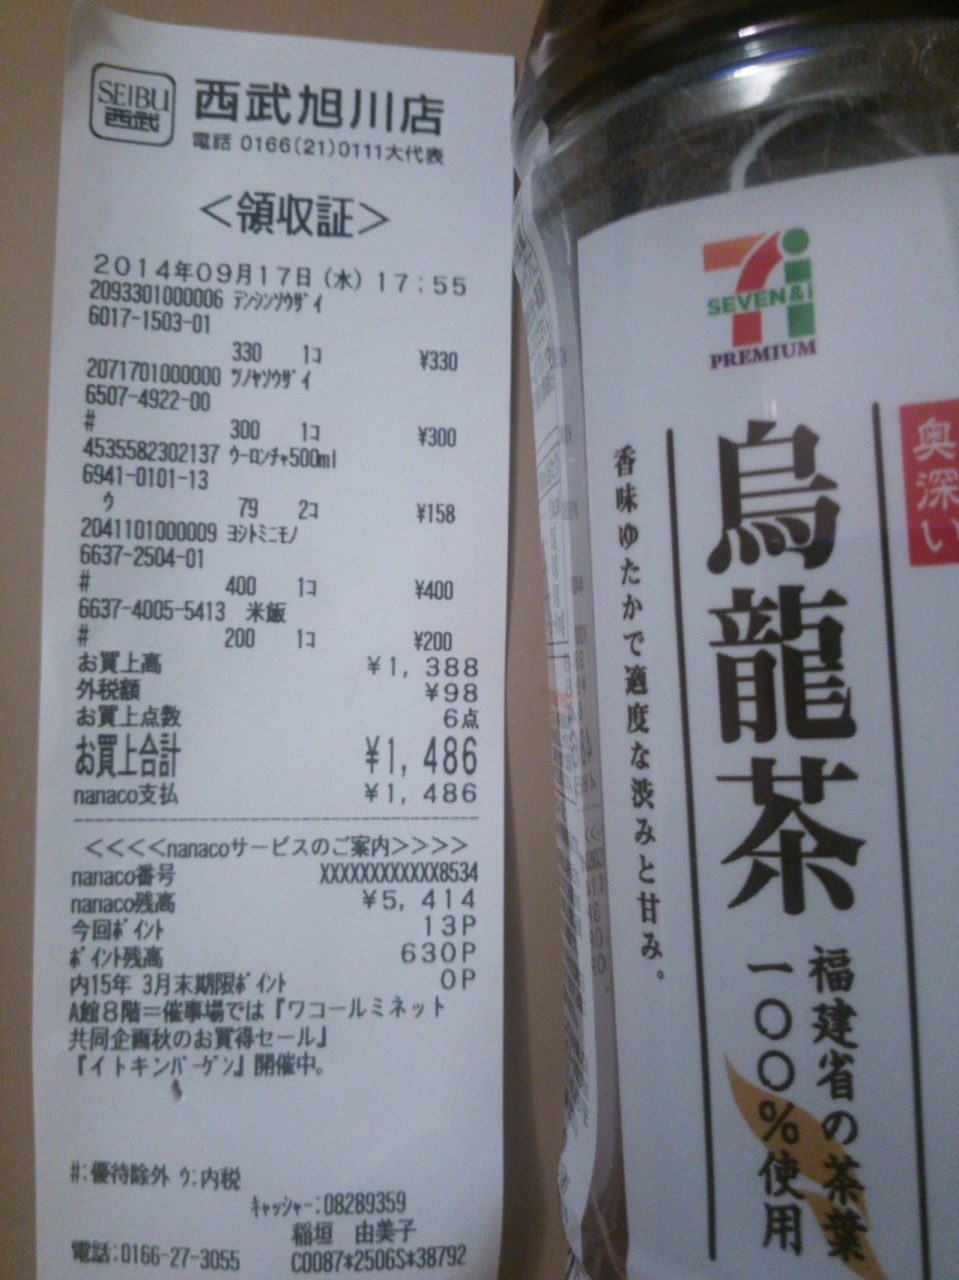 SEIBU
西武
西武旭川店
電話 0166(21)0111大代表
<領収証>
2014年09月17日(水) 17:55
2093301000006 テンシンソウザイ
6017-1503-01
330 1コ ¥330
2071701000000 ツノヤソウザイ
6507-4922-00
#
300 1コ ¥300
4535582302137 ウーロンチャ500ml
6941-0101-13
ウ 79 2コ ¥158
2041101000009 ヨシトミニモノ
6637-2504-01
#
400 1コ ¥400
6637-4005-5413 米飯
# 200 1コ ¥200
お買上高 ¥1,388
外税額 ¥98
お買上点数 6点
お買上合計 ¥1,486
nanaco支払 ¥1,486
<<<<nanacoサービスのご案内>>>>
nanaco番号 XXXXXXXXXXXX8534
nanaco残高 ¥5,414
今回ポイント 13P
ポイント残高 630P
内15年 3月末期限ポイント 0P
A館8階=催事場では『ワコールミネット
共同企画秋のお買得セール』
『イトキンバーゲン』開催中。
#:優待除外 ウ:内税
キャッシャー:08289359
稲垣 由美子
電話:0166-27-3055 C0087*2506S*38792
SEVEN&i
PREMIUM
奥深い
烏龍茶
香味ゆたかで適度な渋みと甘み。
福建省の茶葉
一〇〇%使用